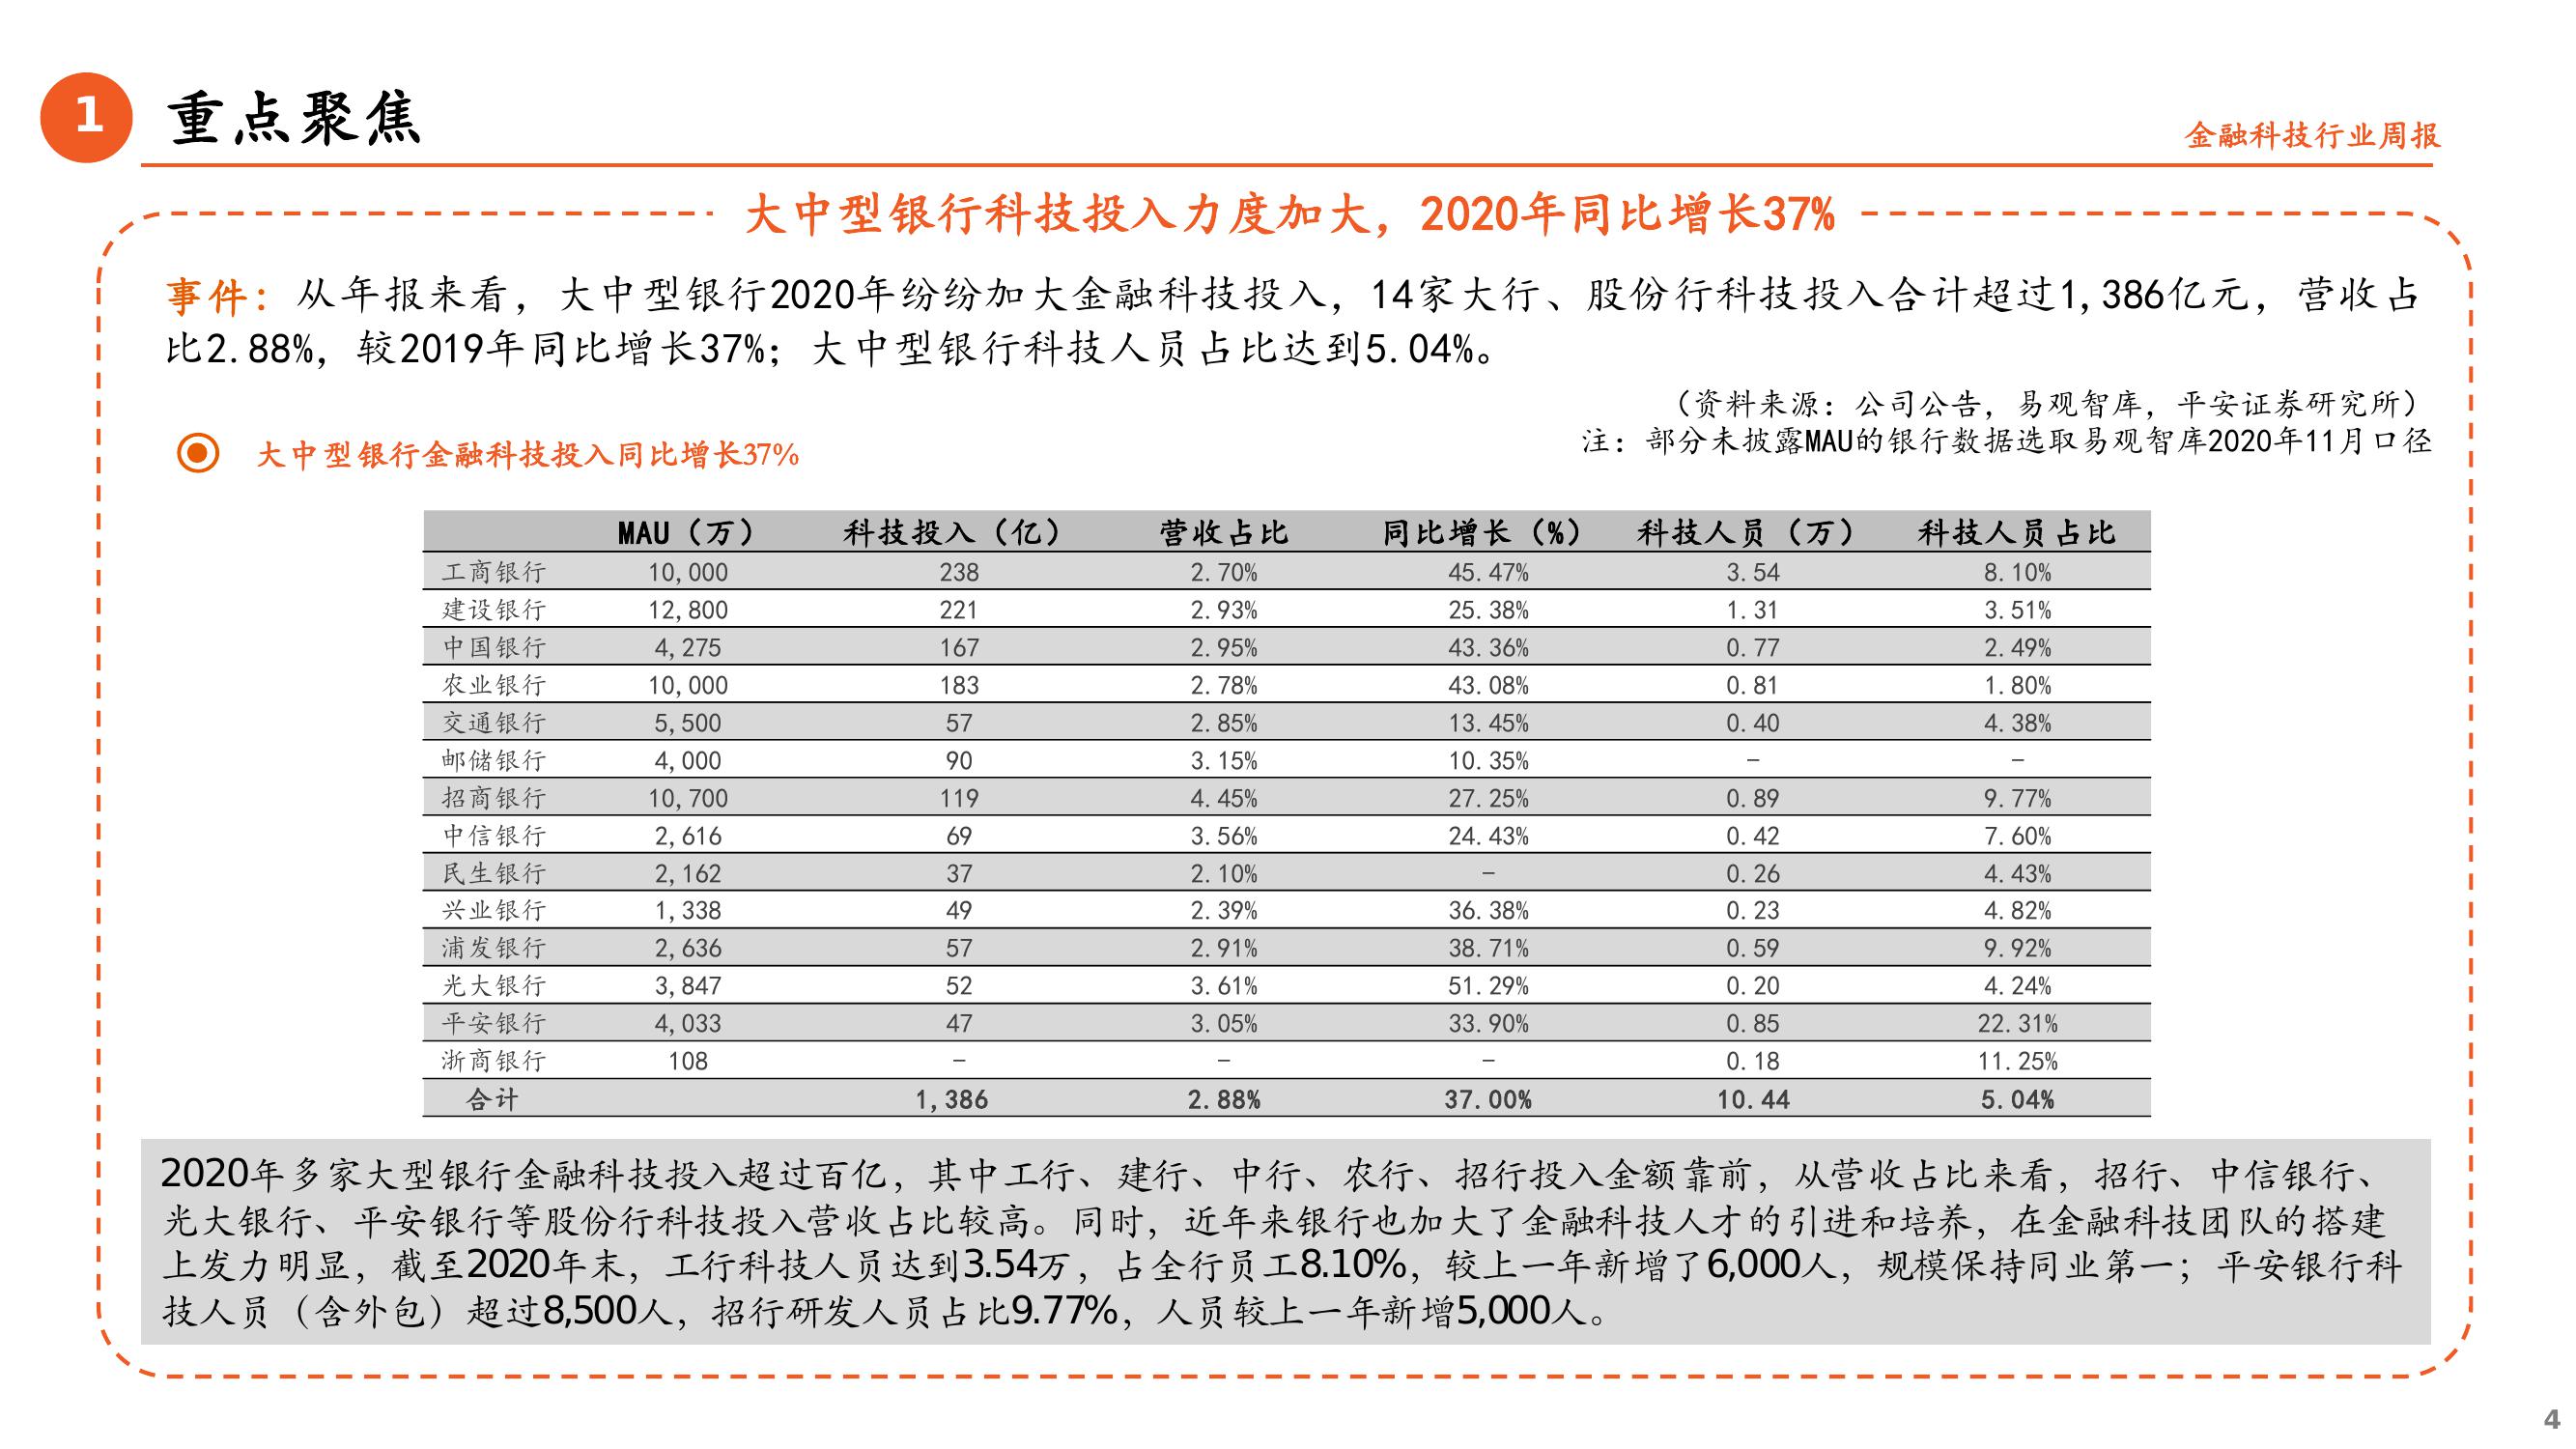 1 重点聚焦
金融科技行业周报
大中型银行科技投入力度加大，2020年同比增长37%
事件：从年报来看，大中型银行2020年纷纷加大金融科技投入，14家大行、股份行科技投入合计超过1,386亿元，营收占
比2.88%，较2019年同比增长37%；大中型银行科技人员占比达到5.04%。
（资料来源：公司公告，易观智库，平安证券研究所）
注：部分未披露MAU的银行数据选取易观智库2020年11月口径
大中型银行金融科技投入同比增长37%
MAU（万） 科技投入（亿） 营收占比 同比增长（%） 科技人员（万） 科技人员占比
工商银行 10,000 238 2.70% 45.47% 3.54 8.10%
建设银行 12,800 221 2.93% 25.38% 1.31 3.51%
中国银行 4,275 167 2.95% 43.36% 0.77 2.49%
农业银行 10,000 183 2.78% 43.08% 0.81 1.80%
交通银行 5,500 57 2.85% 13.45% 0.40 4.38%
邮储银行 4,000 90 3.15% 10.35% - -
招商银行 10,700 119 4.45% 27.25% 0.89 9.77%
中信银行 2,616 69 3.56% 24.43% 0.42 7.60%
民生银行 2,162 37 2.10% - 0.26 4.43%
兴业银行 1,338 49 2.39% 36.38% 0.23 4.82%
浦发银行 2,636 57 2.91% 38.71% 0.59 9.92%
光大银行 3,847 52 3.61% 51.29% 0.20 4.24%
平安银行 4,033 47 3.05% 33.90% 0.85 22.31%
浙商银行 108 - - - 0.18 11.25%
合计 1,386 2.88% 37.00% 10.44 5.04%
2020年多家大型银行金融科技投入超过百亿，其中工行、建行、中行、农行、招行投入金额靠前，从营收占比来看，招行、中信银行、
光大银行、平安银行等股份行科技投入营收占比较高。同时，近年来银行也加大了金融科技人才的引进和培养，在金融科技团队的搭建
上发力明显，截至2020年末，工行科技人员达到3.54万，占全行员工8.10%，较上一年新增了6,000人，规模保持同业第一；平安银行科
技人员（含外包）超过8,500人，招行研发人员占比9.77%，人员较上一年新增5,000人。
4